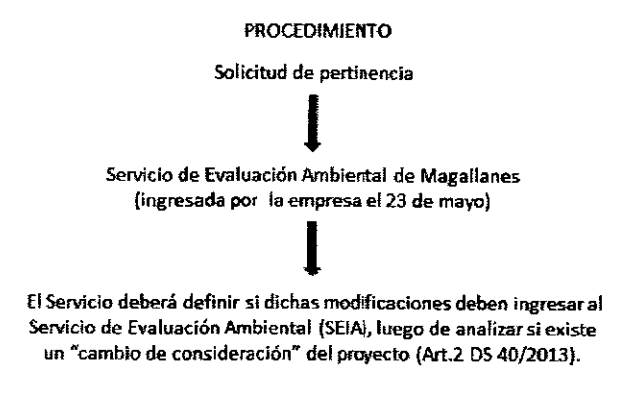 PROCEDIMIENTO
Solicitud de pertinencia
Servicio de Evaluación Ambiental de Magallanes
(ingresada por la empresa el 23 de mayo)
El Servicio deberá definir si dichas modificaciones deben ingresar al
Servicio de Evaluación Ambiental (SEIA), luego de analizar si existe
un "cambio de consideración" del proyecto (Art.2 DS 40/2013).